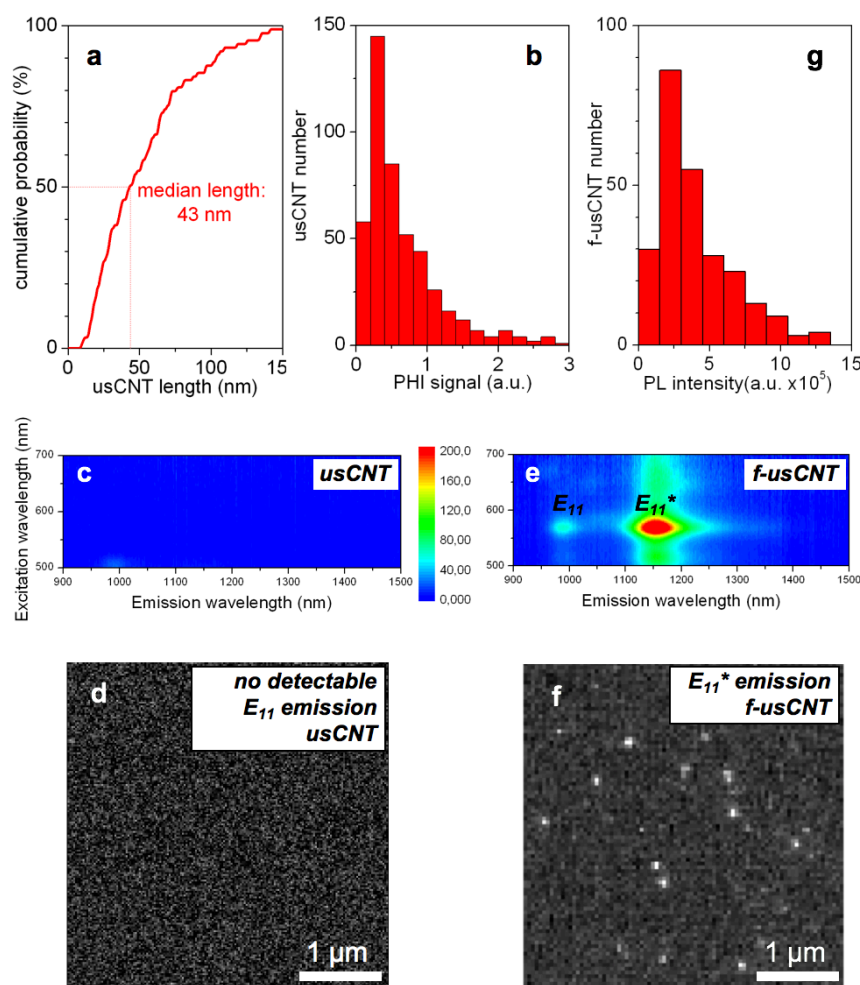 a
cumulative probability (%)
100
50
0
median length:
43 nm
0
50
100
15
usCNT length (nm)
b
usCNT number
150
100
50
0
0
1
2
3
PHI signal (a.u.)
g
f-usCNT number
100
50
0
0
5
10
15
PL intensity(a.u. x10⁵)
c
usCNT
Excitation wavelength (nm)
700
600
500
900 1000 1100 1200 1300 1400 1500
Emission wavelength (nm)
200,0
160,0
120,0
80,00
40,00
0,000
e
f-usCNT
E₁₁
E₁₁*
700
600
500
900 1000 1100 1200 1300 1400 1500
Emission wavelength (nm)
d
no detectable
E₁₁ emission
usCNT
1 µm
f
E₁₁* emission
f-usCNT
1 µm